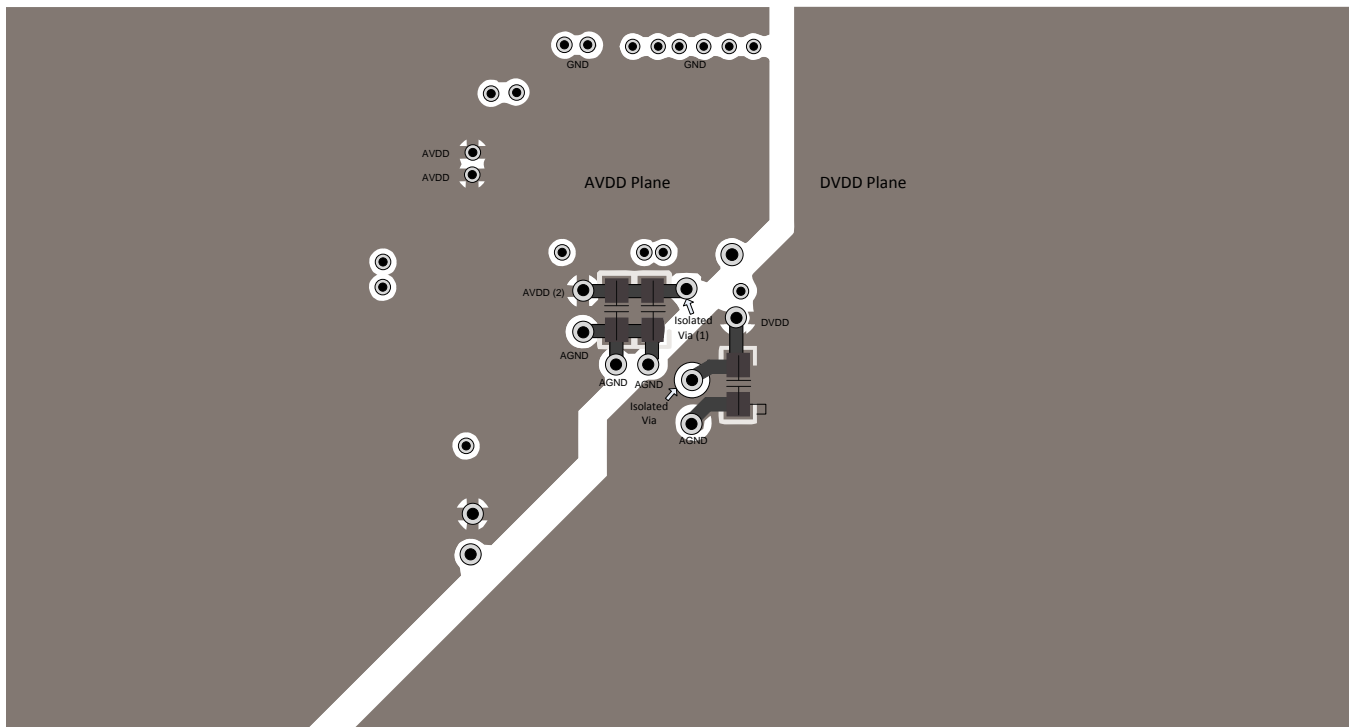 GND
GND
AVDD
AVDD
AVDD Plane
DVDD Plane
AVDD (2)
Isolated
Via (1)
DVDD
AGND
AGND
AGND
Isolated
Via
AGND